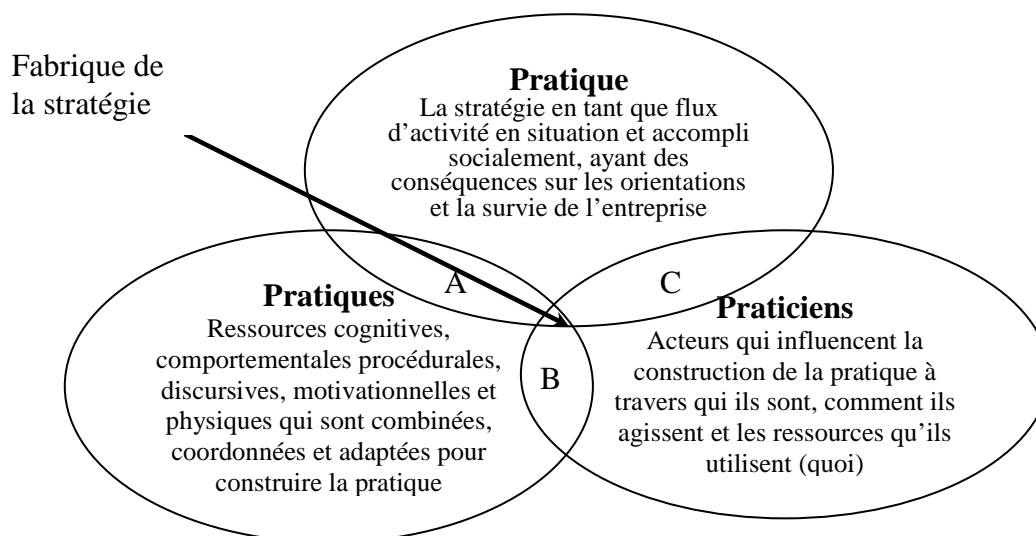 Fabrique de
la stratégie
Pratique
La stratégie en tant que flux
d’activité en situation et accompli
socialement, ayant des
conséquences sur les orientations
et la survie de l’entreprise
A
C
B
Pratiques
Ressources cognitives,
comportementales procédurales,
discursives, motivationnelles et
physiques qui sont combinées,
coordonnées et adaptées pour
construire la pratique
Praticiens
Acteurs qui influencent la
construction de la pratique à
travers qui ils sont, comment ils
agissent et les ressources qu’ils
utilisent (quoi)